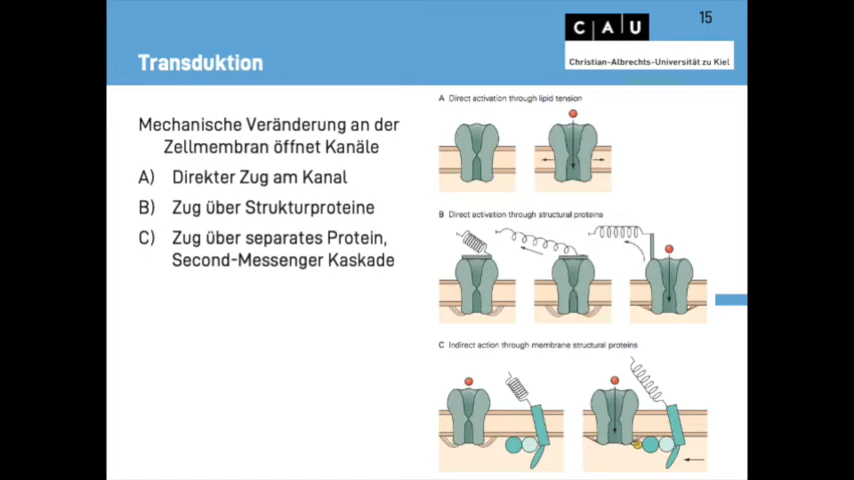 15
C A U
Christian-Albrechts-Universität zu Kiel
Transduktion
Mechanische Veränderung an der
Zellmembran öffnet Kanäle
A) Direkter Zug am Kanal
B) Zug über Strukturproteine
C) Zug über separates Protein,
Second-Messenger Kaskade
A Direct activation through lipid tension
B Direct activation through structural proteins
C Indirect action through membrane structural proteins